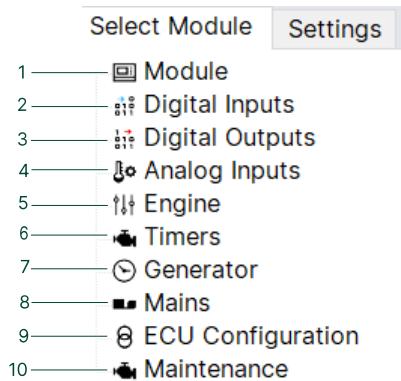 Select Module Settings
1 Module
2 Digital Inputs
3 Digital Outputs
4 Analog Inputs
5 Engine
6 Timers
7 Generator
8 Mains
9 ECU Configuration
10 Maintenance